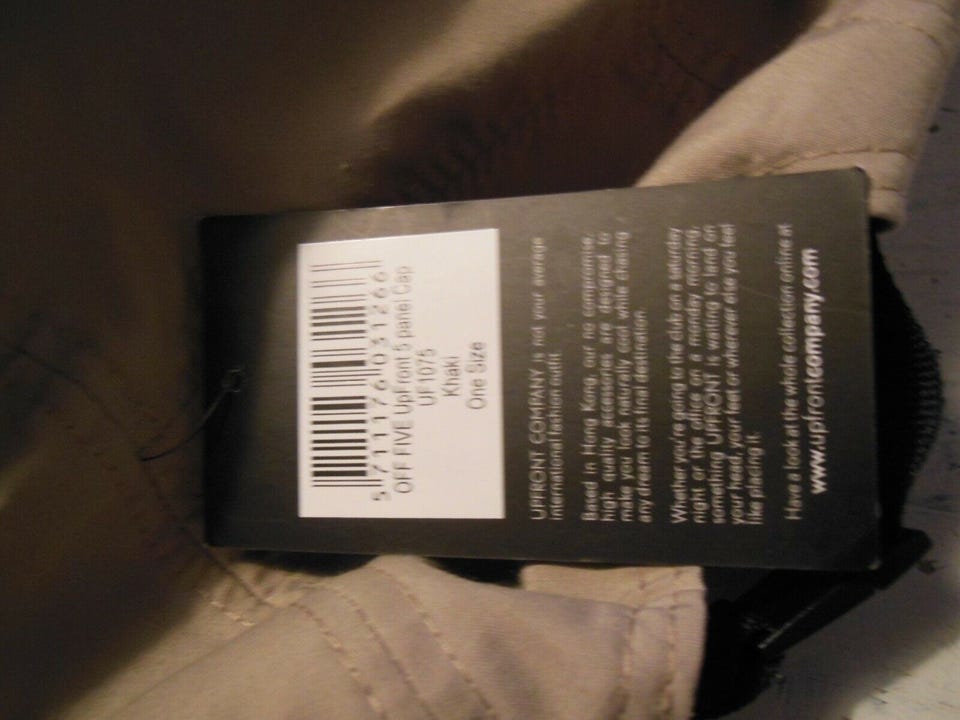 5 711176 031266
OFF FIVE UpFront 5 panel Cap
UF1075
Khaki
One Size
UPFRONT COMPANY is not your average
international fashion outfit.
Based in Hong Kong, our no compromise,
high quality accessories are designed to
make you look naturally cool while chasing
any dream to its final destination.
Whether you're going to the club on a saturday
night or the office on a monday morning,
something UPFRONT is waiting to land on
your head, your feet or wherever else you feel
like placing it.
Have a look at the whole collection online at
www.upfrontcompany.com